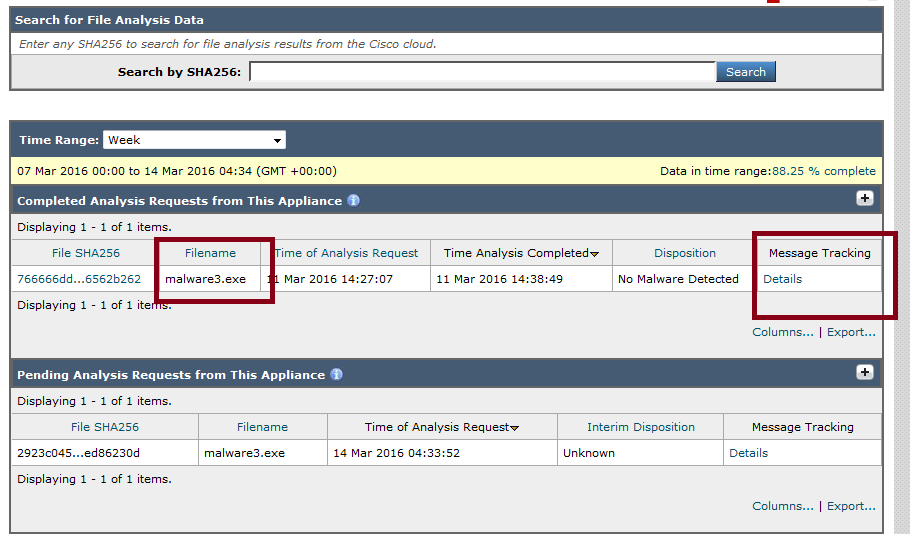 Search for File Analysis Data
Enter any SHA256 to search for file analysis results from the Cisco cloud.
Search by SHA256: Search
Time Range: Week
07 Mar 2016 00:00 to 14 Mar 2016 04:34 (GMT +00:00) Data in time range:88.25 % complete
Completed Analysis Requests from This Appliance
Displaying 1 - 1 of 1 items.
File SHA256 Filename Time of Analysis Request Time Analysis Completed Disposition Message Tracking
766666dd...6562b262 malware3.exe 11 Mar 2016 14:27:07 11 Mar 2016 14:38:49 No Malware Detected Details
Displaying 1 - 1 of 1 items.
Columns... | Export...
Pending Analysis Requests from This Appliance
Displaying 1 - 1 of 1 items.
File SHA256 Filename Time of Analysis Request Interim Disposition Message Tracking
2923c045...ed86230d malware3.exe 14 Mar 2016 04:33:52 Unknown Details
Displaying 1 - 1 of 1 items.
Columns... | Export...